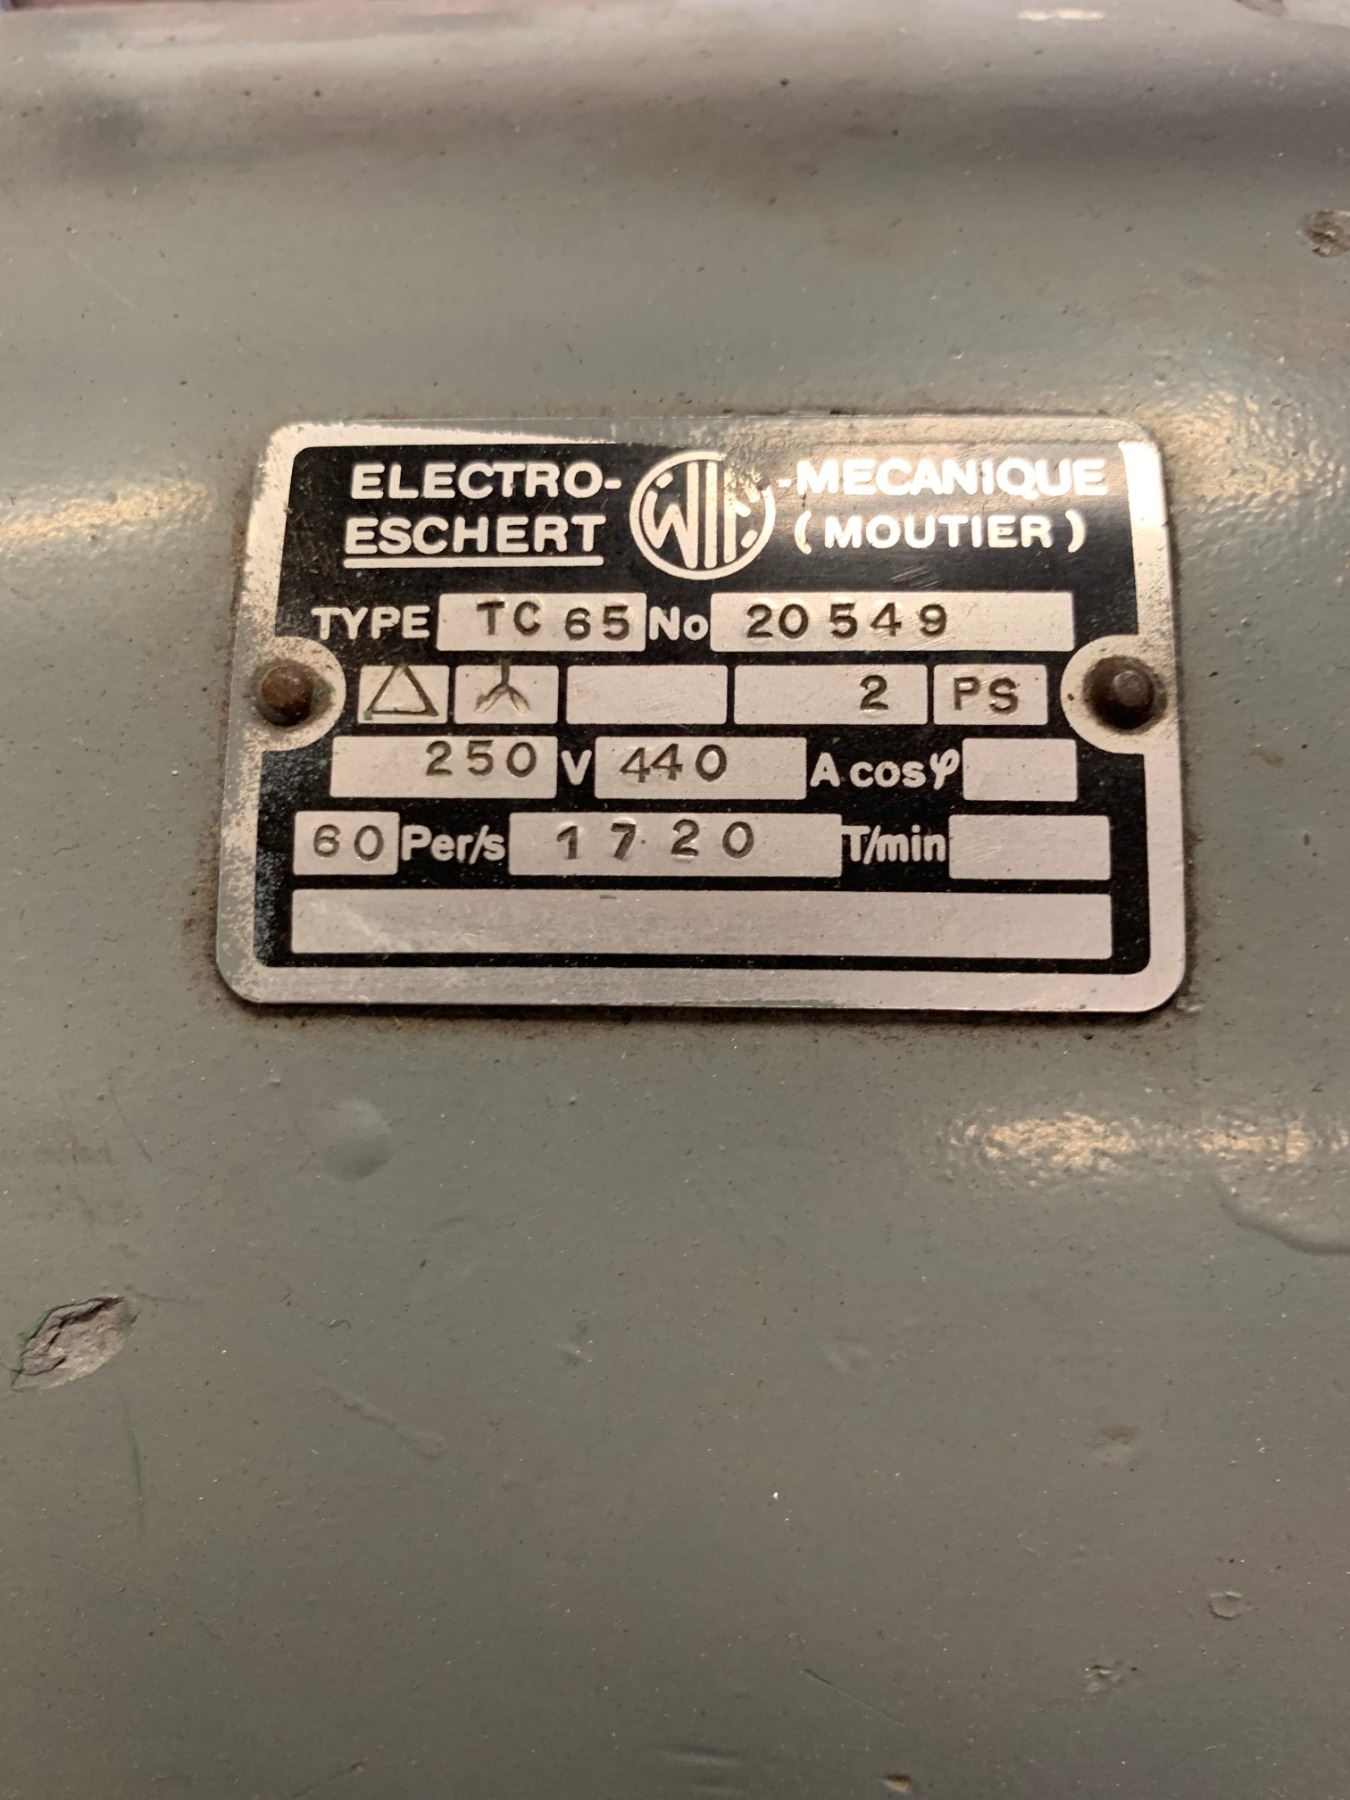 ELECTRO- -MECANIQUE
ESCHERT (MOUTIER)
TYPE TC 65 No 20549
2 PS
250 V 440 A cosφ
60 Per/s 1720 T/min